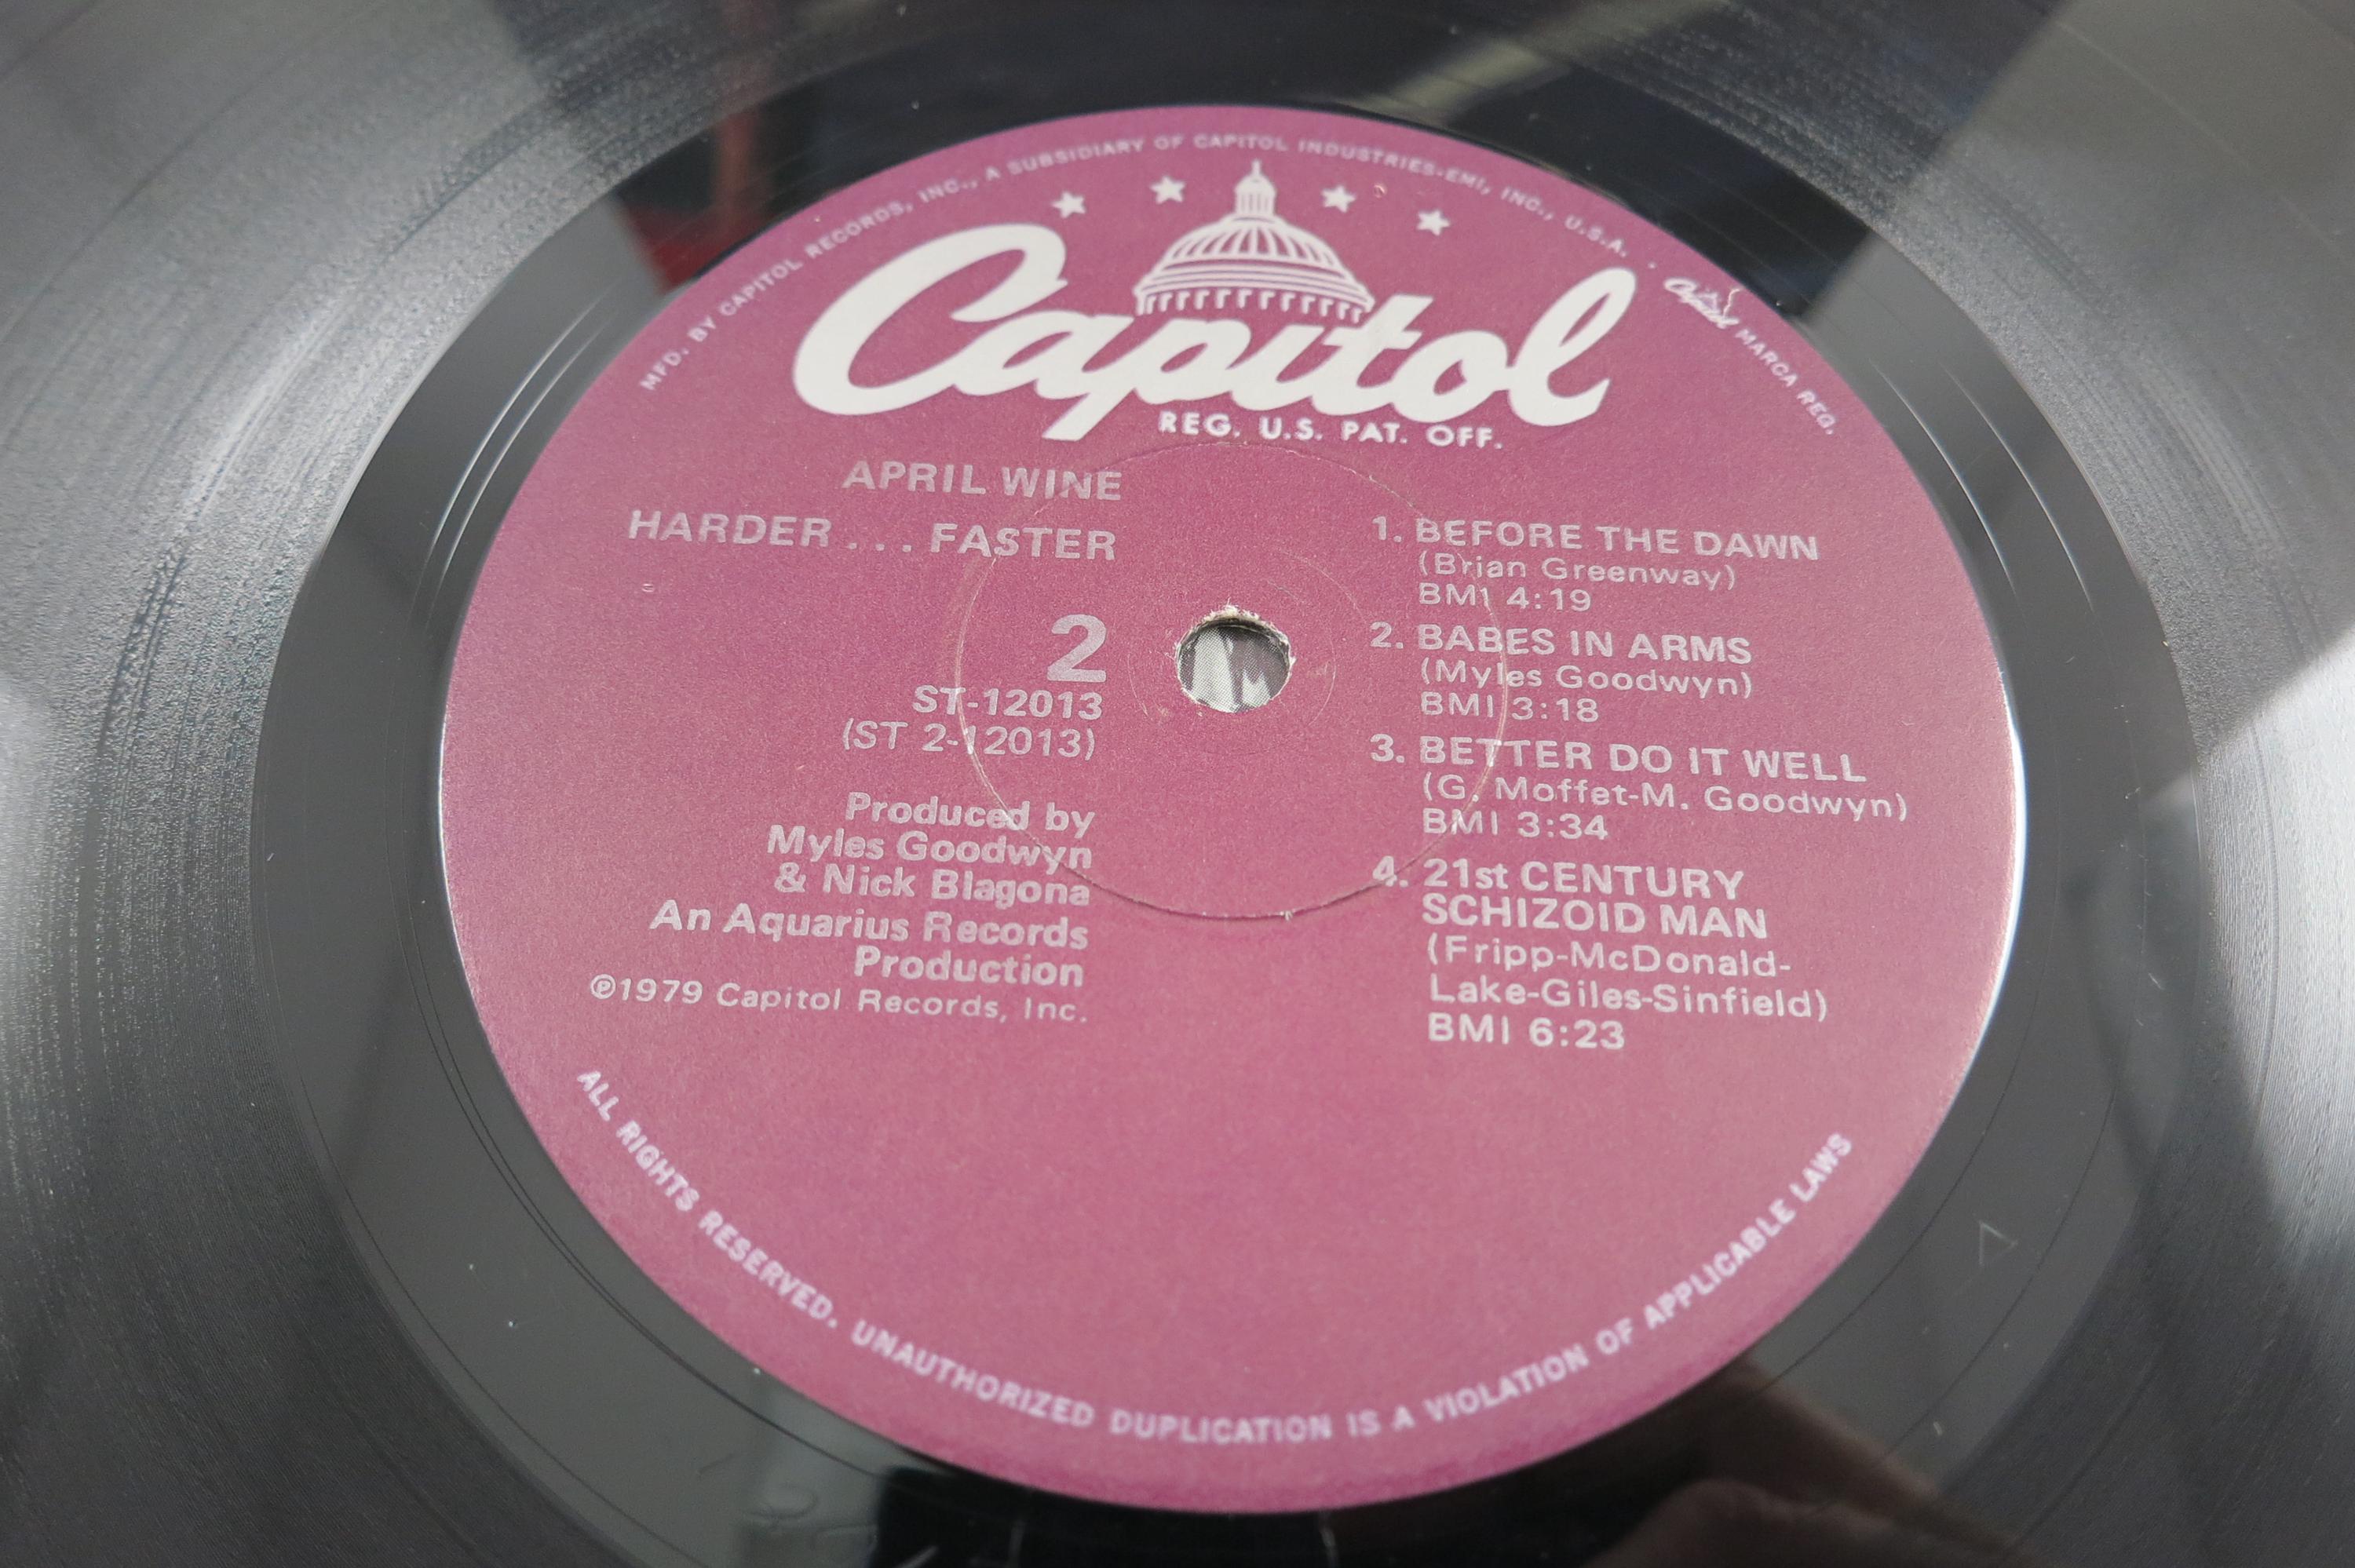 MFD. BY CAPITOL RECORDS, INC., A SUBSIDIARY OF CAPITOL INDUSTRIES-EMI, INC., U.S.A. . Capitol MARCA REG.
Capitol
REG. U.S. PAT. OFF.
APRIL WINE
HARDER . . . FASTER
2
ST-12013
(ST 2-12013)
Produced by
Myles Goodwyn
& Nick Blagona
An Aquarius Records
Production
℗1979 Capitol Records, Inc.
1. BEFORE THE DAWN
(Brian Greenway)
BMI 4:19
2. BABES IN ARMS
(Myles Goodwyn)
BMI 3:18
3. BETTER DO IT WELL
(G. Moffet-M. Goodwyn)
BMI 3:34
4. 21st CENTURY
SCHIZOID MAN
(Fripp-McDonald-
Lake-Giles-Sinfield)
BMI 6:23
ALL RIGHTS RESERVED. UNAUTHORIZED DUPLICATION IS A VIOLATION OF APPLICABLE LAWS